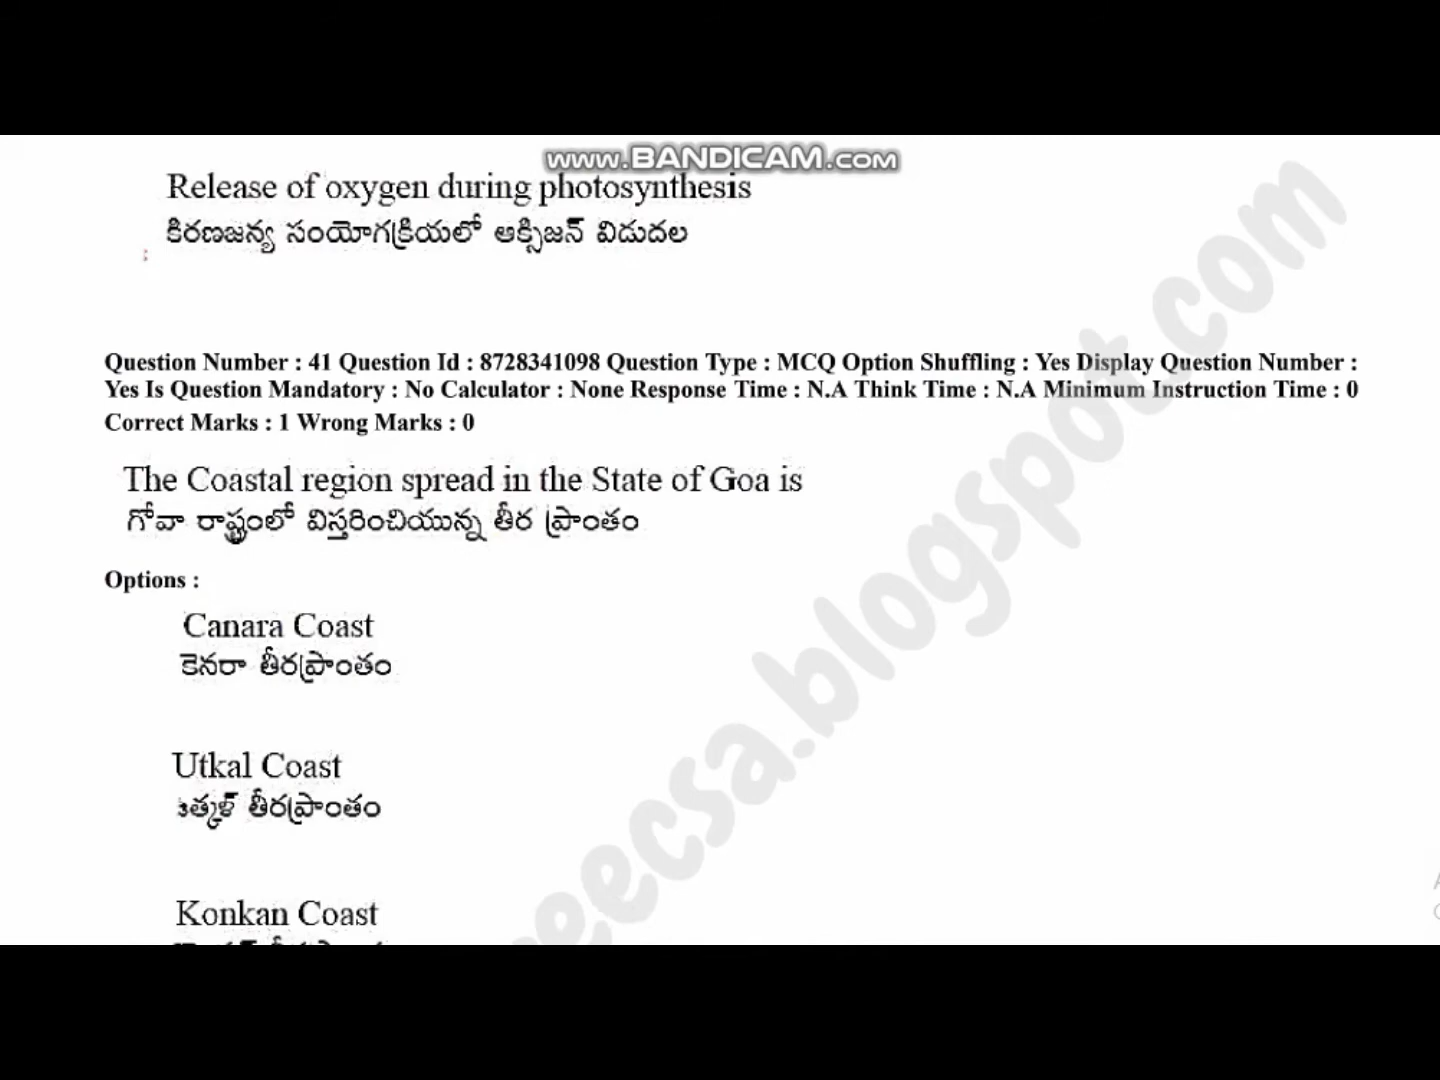 www.BANDICAM.com
Release of oxygen during photosynthesis
కిరణజన్య సంయోగక్రియలో ఆక్సిజన్ విడుదల
Question Number : 41 Question Id : 8728341098 Question Type : MCQ Option Shuffling : Yes Display Question Number :
Yes Is Question Mandatory : No Calculator : None Response Time : N.A Think Time : N.A Minimum Instruction Time : 0
Correct Marks : 1 Wrong Marks : 0
The Coastal region spread in the State of Goa is
గోవా రాష్ట్రంలో విస్తరించియున్న తీర ప్రాంతం
Options :
Canara Coast
కెనరా తీరప్రాంతం
Utkal Coast
ఉత్కళ్ తీరప్రాంతం
Konkan Coast
eecsa.blogspot.com